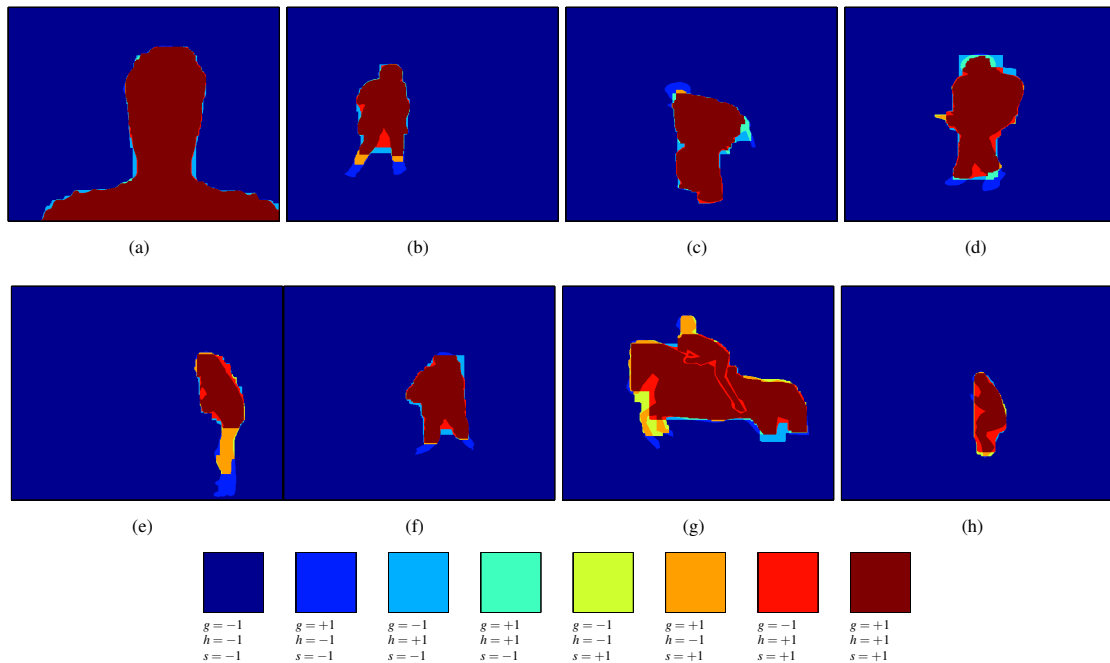 (a) (b) (c) (d)
(e) (f) (g) (h)
g = −1 g = +1 g = −1 g = +1 g = −1 g = +1 g = −1 g = +1
h = −1 h = −1 h = +1 h = +1 h = −1 h = −1 h = +1 h = +1
s = −1 s = −1 s = −1 s = −1 s = +1 s = +1 s = +1 s = +1